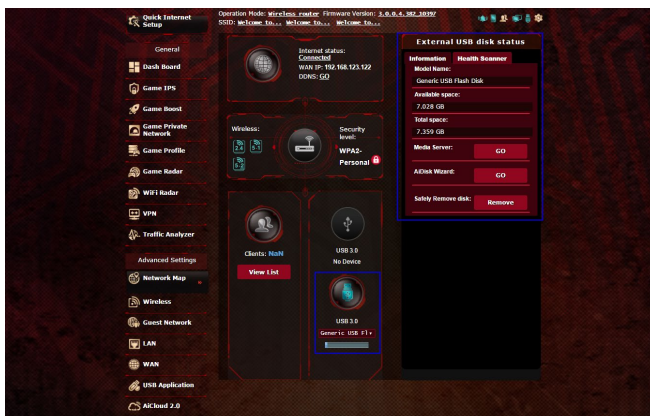 Quick Internet
Setup
Operation Mode: Wireless router Firmware Version: 3.0.0.4.382_30397
SSID: Welcome to... Welcome to... Welcome to...
General
Dash Board
Game IPS
Game Boost
Game Private
Network
Game Profile
Game Radar
WiFi Radar
VPN
Traffic Analyzer
Advanced Settings
Network Map
Wireless
Guest Network
LAN
WAN
USB Application
AiCloud 2.0
Internet status:
Connected
WAN IP: 192.168.123.122
DDNS: GO
Wireless:
2.4
5-1
5-2
Security
level:
WPA2-
Personal
Clients: NaN
View List
USB 3.0
No Device
USB 3.0
Generic USB Fl
External USB disk status
Information Health Scanner
Model Name:
Generic USB Flash Disk
Available space:
7.028 GB
Total space:
7.359 GB
Media Server: GO
AiDisk Wizard: GO
Safely Remove disk: Remove